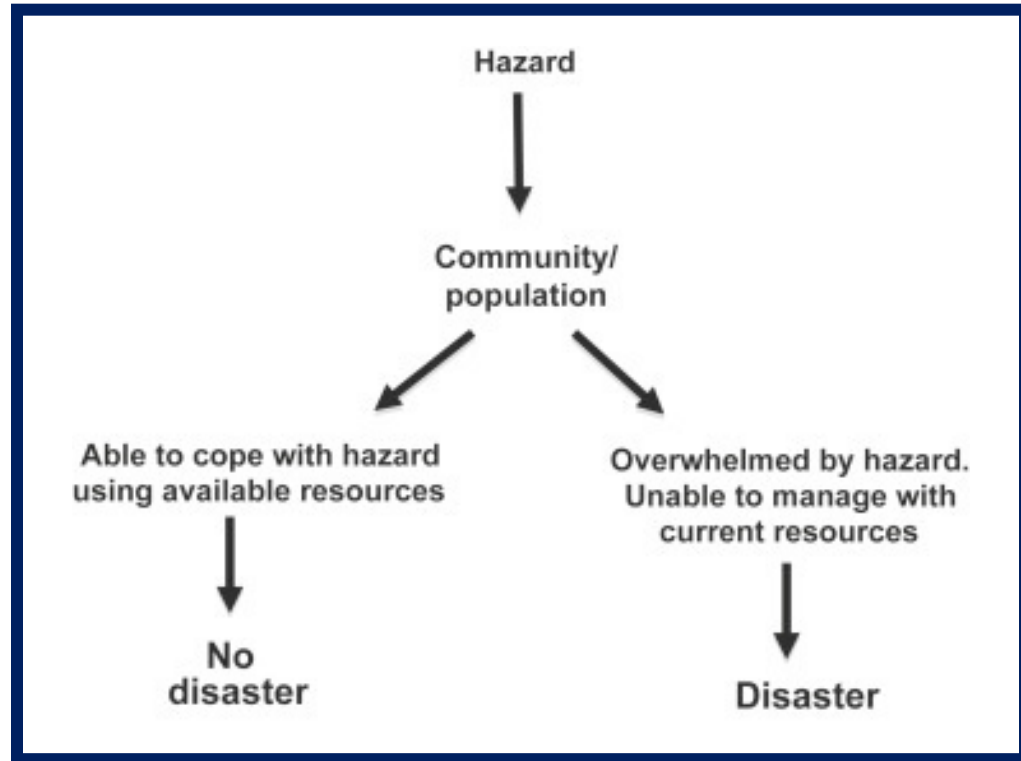 Hazard
Community/
population
Able to cope with hazard
using available resources
Overwhelmed by hazard.
Unable to manage with
current resources
No
disaster
Disaster